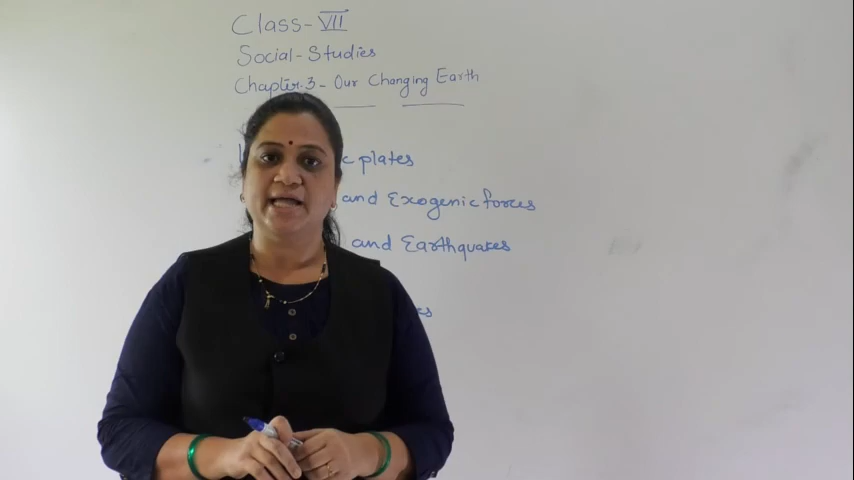 Class-VII
Social-Studies
Chapter.3- Our Changing Earth
plates
and Exogenic forces
and Earthquakes